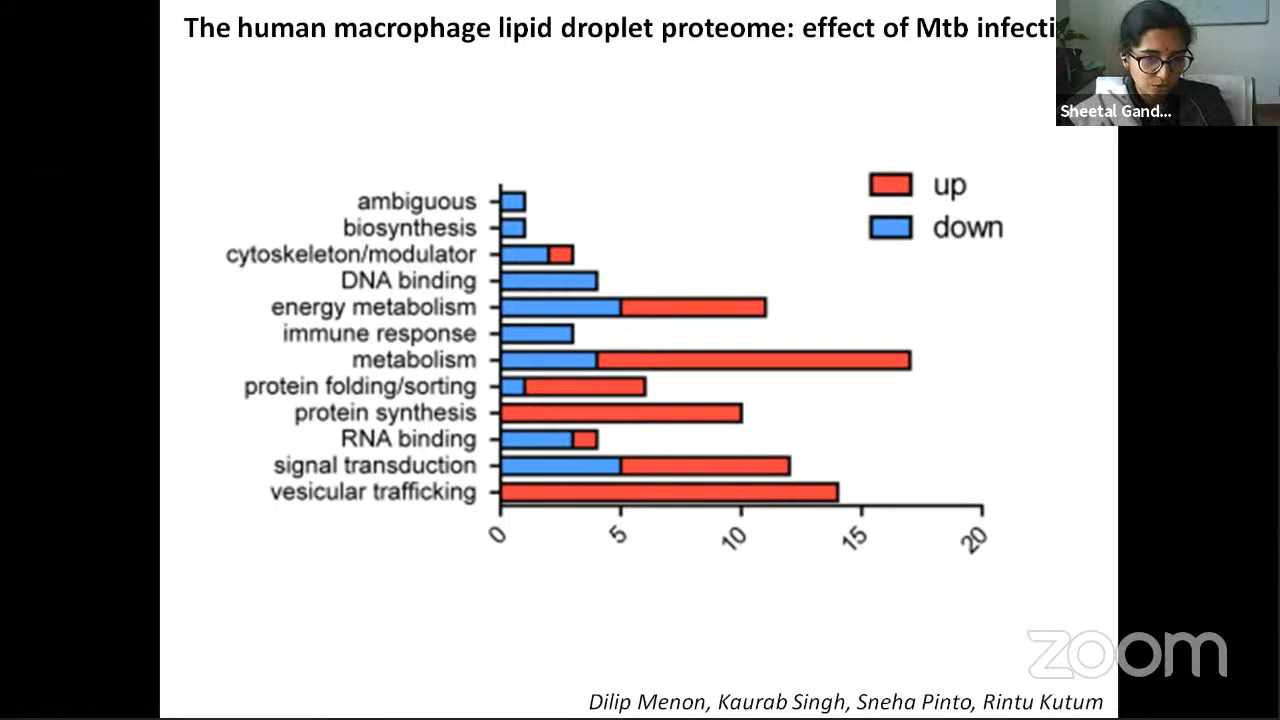 The human macrophage lipid droplet proteome: effect of Mtb infecti
Sheetal Gand...
up
down
ambiguous
biosynthesis
cytoskeleton/modulator
DNA binding
energy metabolism
immune response
metabolism
protein folding/sorting
protein synthesis
RNA binding
signal transduction
vesicular trafficking
0 5 10 15 20
zoom
Dilip Menon, Kaurab Singh, Sneha Pinto, Rintu Kutum